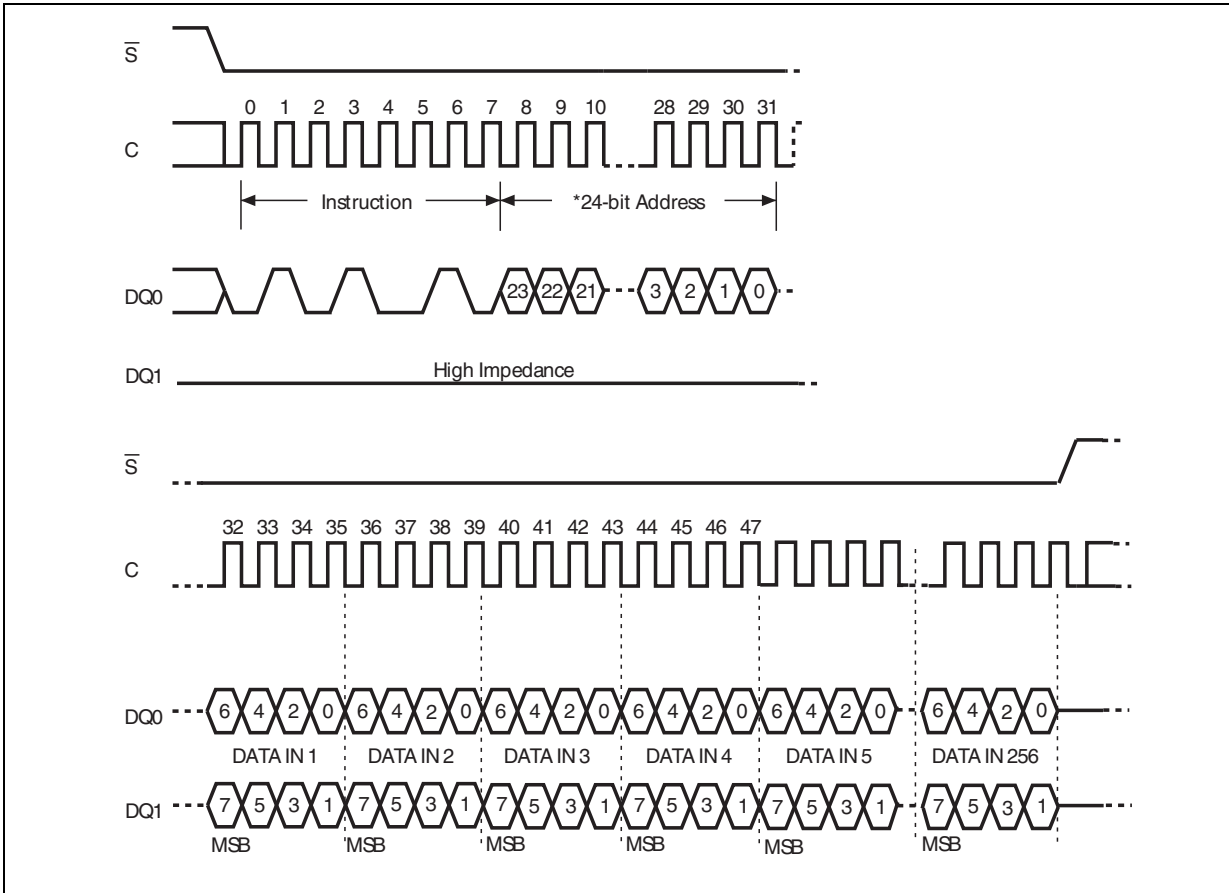 S
0 1 2 3 4 5 6 7 8 9 10 28 29 30 31
C
Instruction *24-bit Address
DQ0 23 22 21 3 2 1 0
High Impedance
DQ1
S
32 33 34 35 36 37 38 39 40 41 42 43 44 45 46 47
C
DQ0 6 4 2 0 6 4 2 0 6 4 2 0 6 4 2 0 6 4 2 0 6 4 2 0
DATA IN 1 DATA IN 2 DATA IN 3 DATA IN 4 DATA IN 5 DATA IN 256
DQ1 7 5 3 1 7 5 3 1 7 5 3 1 7 5 3 1 7 5 3 1 7 5 3 1
MSB MSB MSB MSB MSB MSB